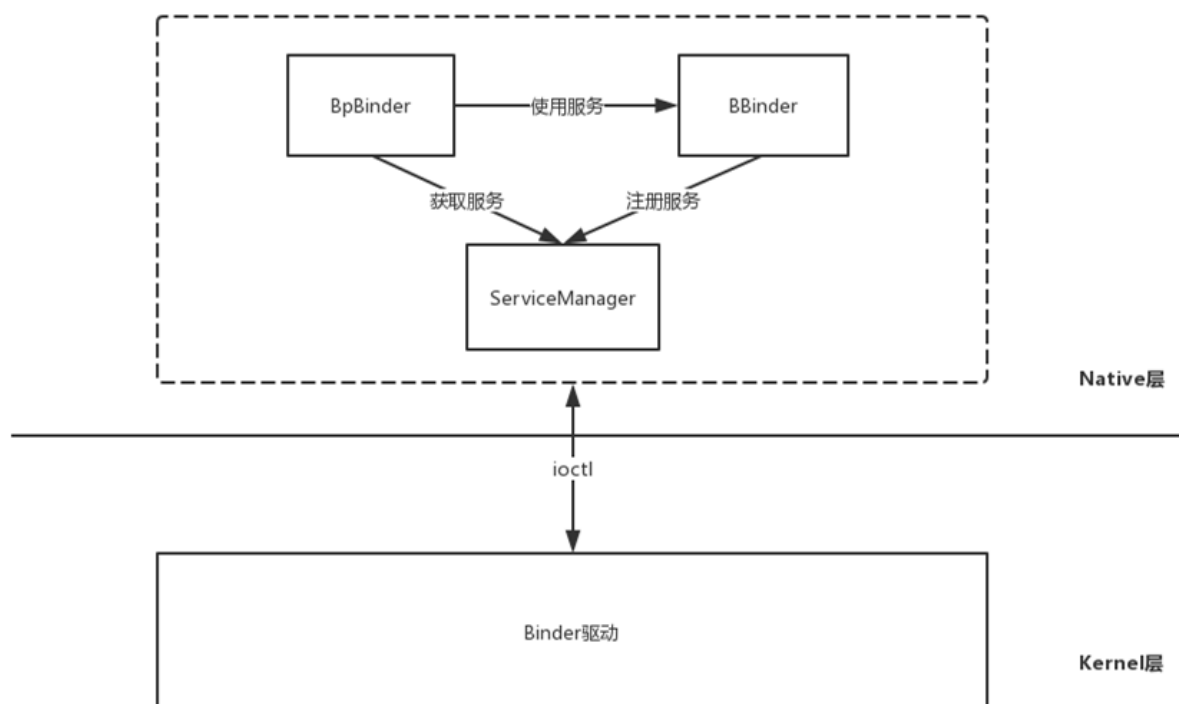 BpBinder
使用服务
BBinder
获取服务
注册服务
ServiceManager
Native层
ioctl
Binder驱动
Kernel层